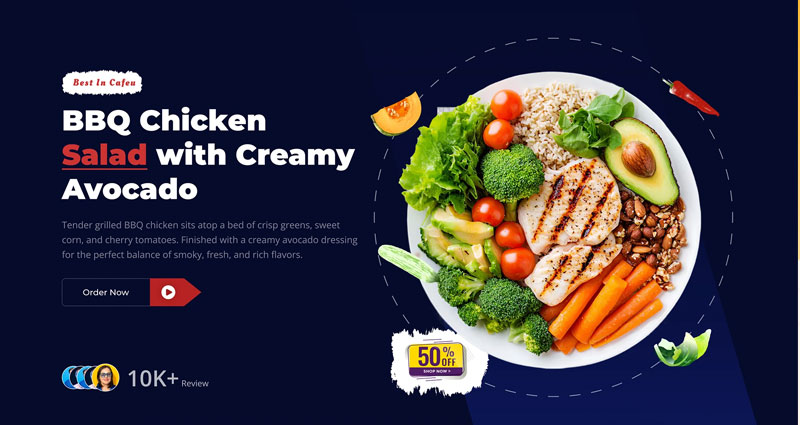 Best In Cafeu
BBQ Chicken
Salad with Creamy
Avocado
Tender grilled BBQ chicken sits atop a bed of crisp greens, sweet
corn, and cherry tomatoes. Finished with a creamy avocado dressing
for the perfect balance of smoky, fresh, and rich flavors.
Order Now
50% OFF
SHOP NOW >
10K+ Review